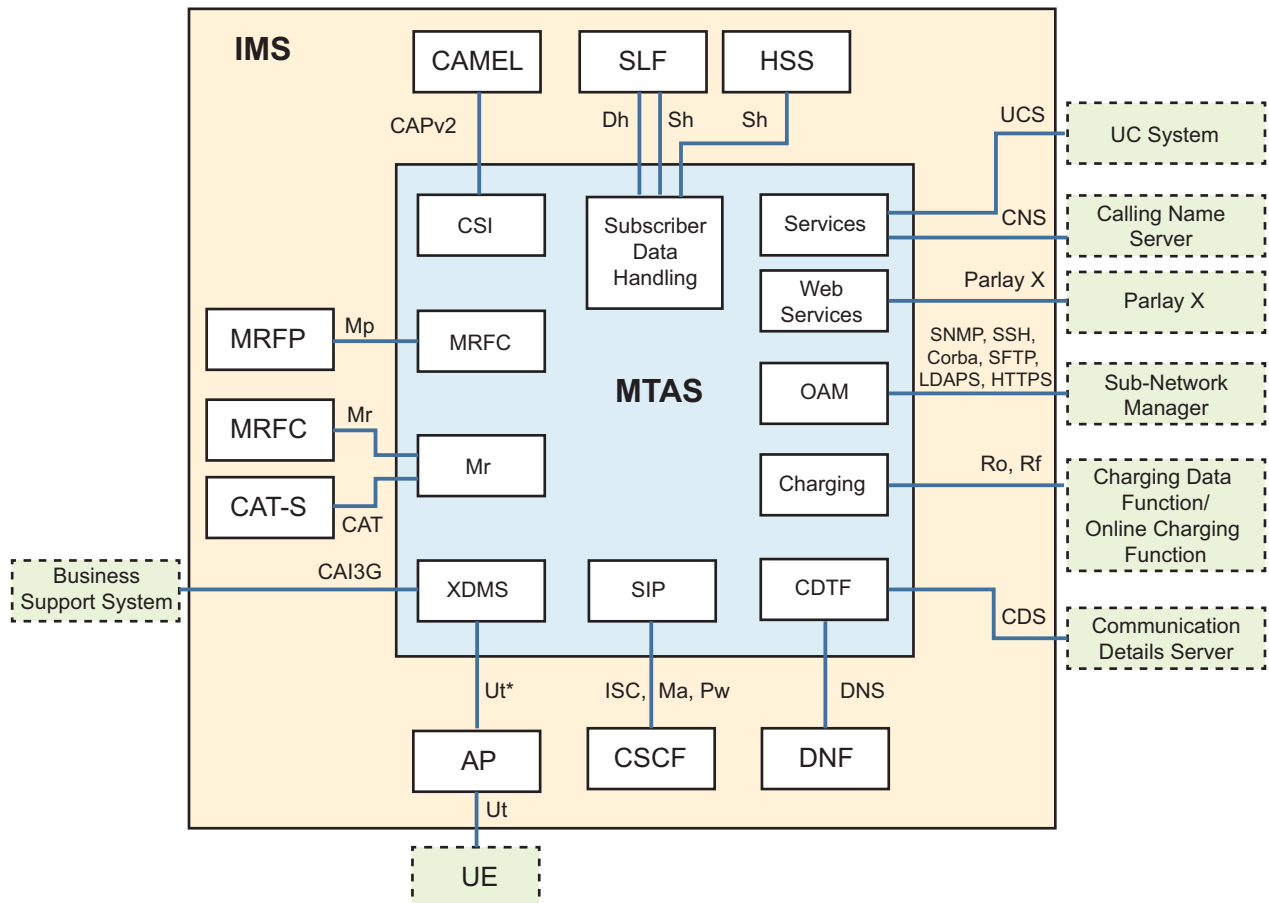 IMS
CAMEL
SLF
HSS
CAPv2
Dh
Sh
Sh
UCS
UC System
CSI
Subscriber
Data
Handling
Services
CNS
Calling Name
Server
Web
Services
Parlay X
Parlay X
MRFP
Mp
MRFC
MTAS
OAM
SNMP, SSH,
Corba, SFTP,
LDAPS, HTTPS
Sub-Network
Manager
MRFC
Mr
Mr
CAT-S
CAT
Charging
Ro, Rf
Charging Data
Function/
Online Charging
Function
Business
Support System
CAI3G
XDMS
SIP
CDTF
CDS
Communication
Details Server
Ut*
ISC, Ma, Pw
DNS
AP
CSCF
DNF
Ut
UE